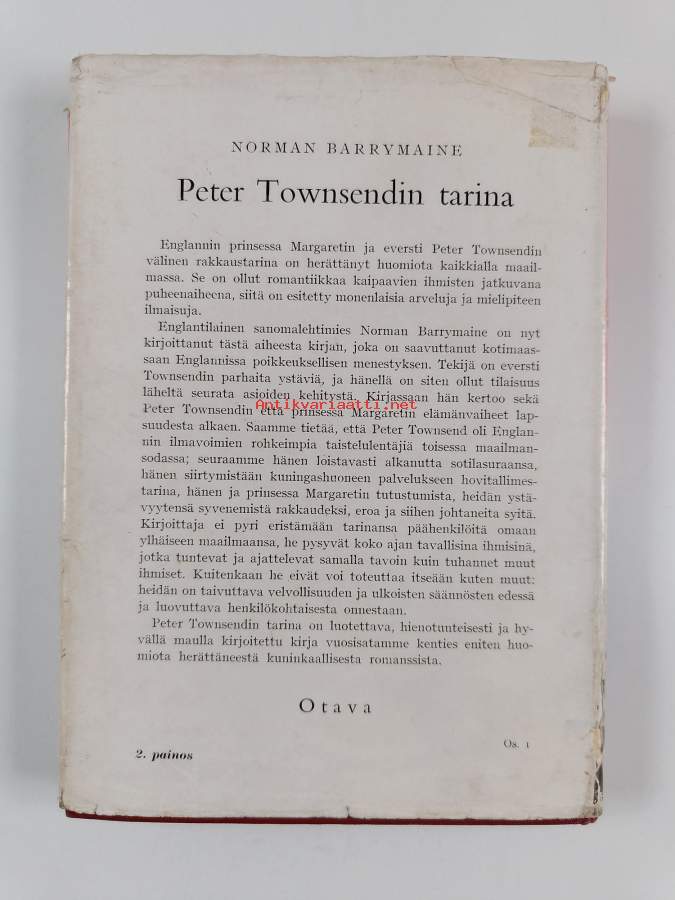 NORMAN BARRYMAINE
Peter Townsendin tarina
Englannin prinsessa Margaretin ja eversti Peter Townsendin
välinen rakkaustarina on herättänyt huomiota kaikkialla maail-
massa. Se on ollut romantiikkaa kaipaavien ihmisten jatkuvana
puheenaiheena, siitä on esitetty monenlaisia arveluja ja mielipiteen
ilmaisuja.
Englantilainen sanomalehtimies Norman Barrymaine on nyt
kirjoittanut tästä aiheesta kirjan, joka on saavuttanut kotimaas-
saan Englannissa poikkeuksellisen menestyksen. Tekijä on eversti
Townsendin parhaita ystäviä, ja hänellä on siten ollut tilaisuus
läheltä seurata asioiden kehitystä. Kirjassaan hän kertoo sekä
Antikvariaatti.net
Peter Townsendin että prinsessa Margaretin elämänvaiheet lap-
suudesta alkaen. Saamme tietää, että Peter Townsend oli Englan-
nin ilmavoimien rohkeimpia taistelulentäjiä toisessa maailman-
sodassa; seuraamme hänen loistavasti alkanutta sotilasuraansa,
hänen siirtymistään kuningashuoneen palvelukseen hovitallimes-
tarina, hänen ja prinsessa Margaretin tutustumista, heidän ystä-
vyytensä syvenemistä rakkaudeksi, eroa ja siihen johtaneita syitä.
Kirjoittaja ei pyri eristämään tarinansa päähenkilöitä omaan
ylhäiseen maailmaansa, he pysyvät koko ajan tavallisina ihmisinä,
jotka tuntevat ja ajattelevat samalla tavoin kuin tuhannet muut
ihmiset. Kuitenkaan he eivät voi toteuttaa itseään kuten muut:
heidän on taivuttava velvollisuuden ja ulkoisten säännösten edessä
ja luovuttava henkilökohtaisesta onnestaan.
Peter Townsendin tarina on luotettava, hienotunteisesti ja hy-
vällä maulla kirjoitettu kirja vuosisatamme kenties eniten huo-
miota herättäneestä kuninkaallisesta romanssista.
Otava
2. painos
Os. 1